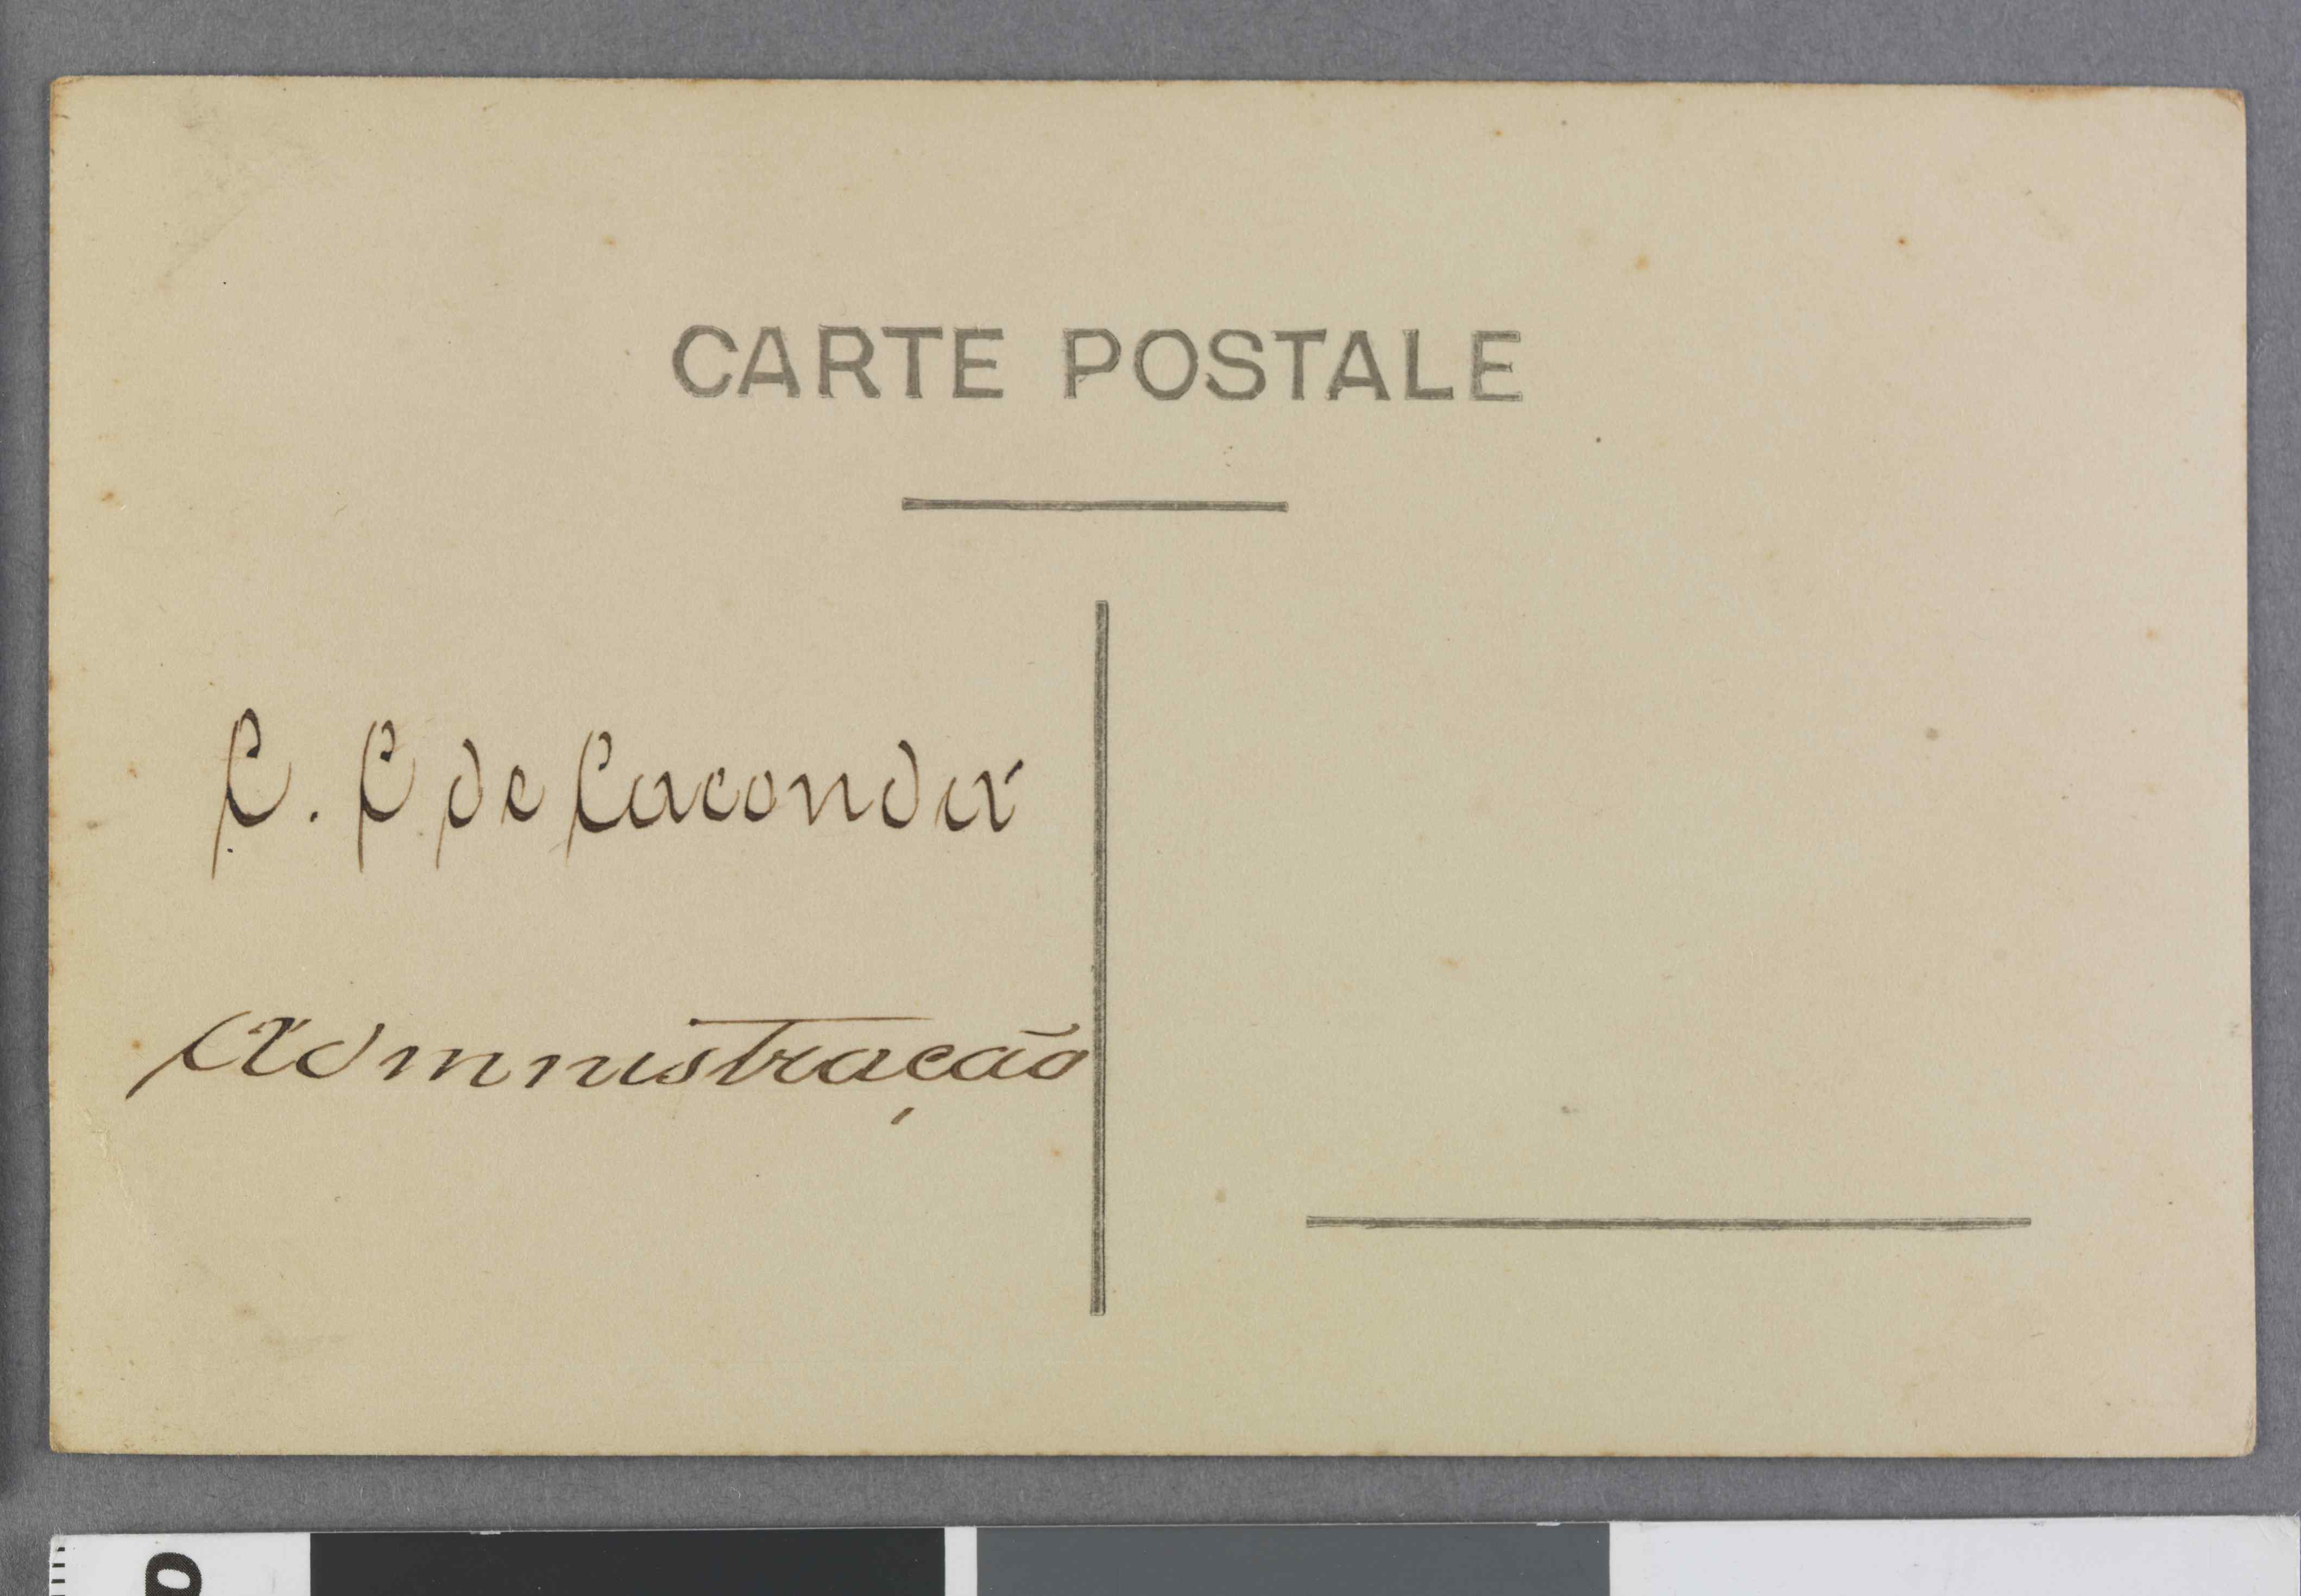 CARTE POSTALE
C. C. de Caconda
Administração